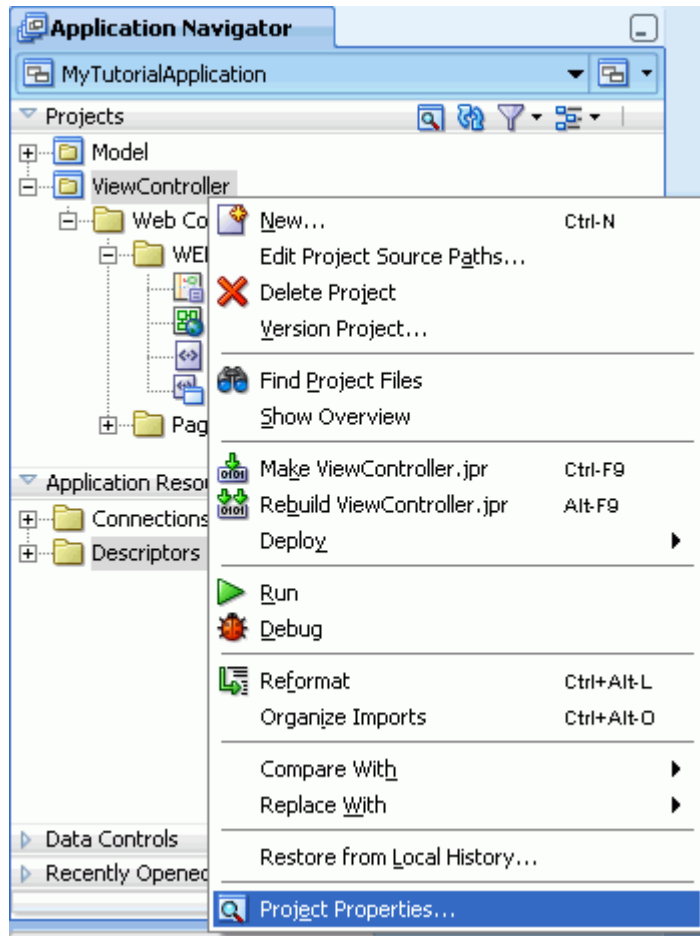 Application Navigator
MyTutorialApplication
Projects
Model
ViewController
Web Co
WE
Pag
Application Reso
Connections
Descriptors
Data Controls
Recently Opened
New... Ctrl-N
Edit Project Source Paths...
Delete Project
Version Project...
Find Project Files
Show Overview
Make ViewController.jpr Ctrl-F9
Rebuild ViewController.jpr Alt-F9
Deploy
Run
Debug
Reformat Ctrl+Alt-L
Organize Imports Ctrl+Alt-O
Compare With
Replace With
Restore from Local History...
Project Properties...